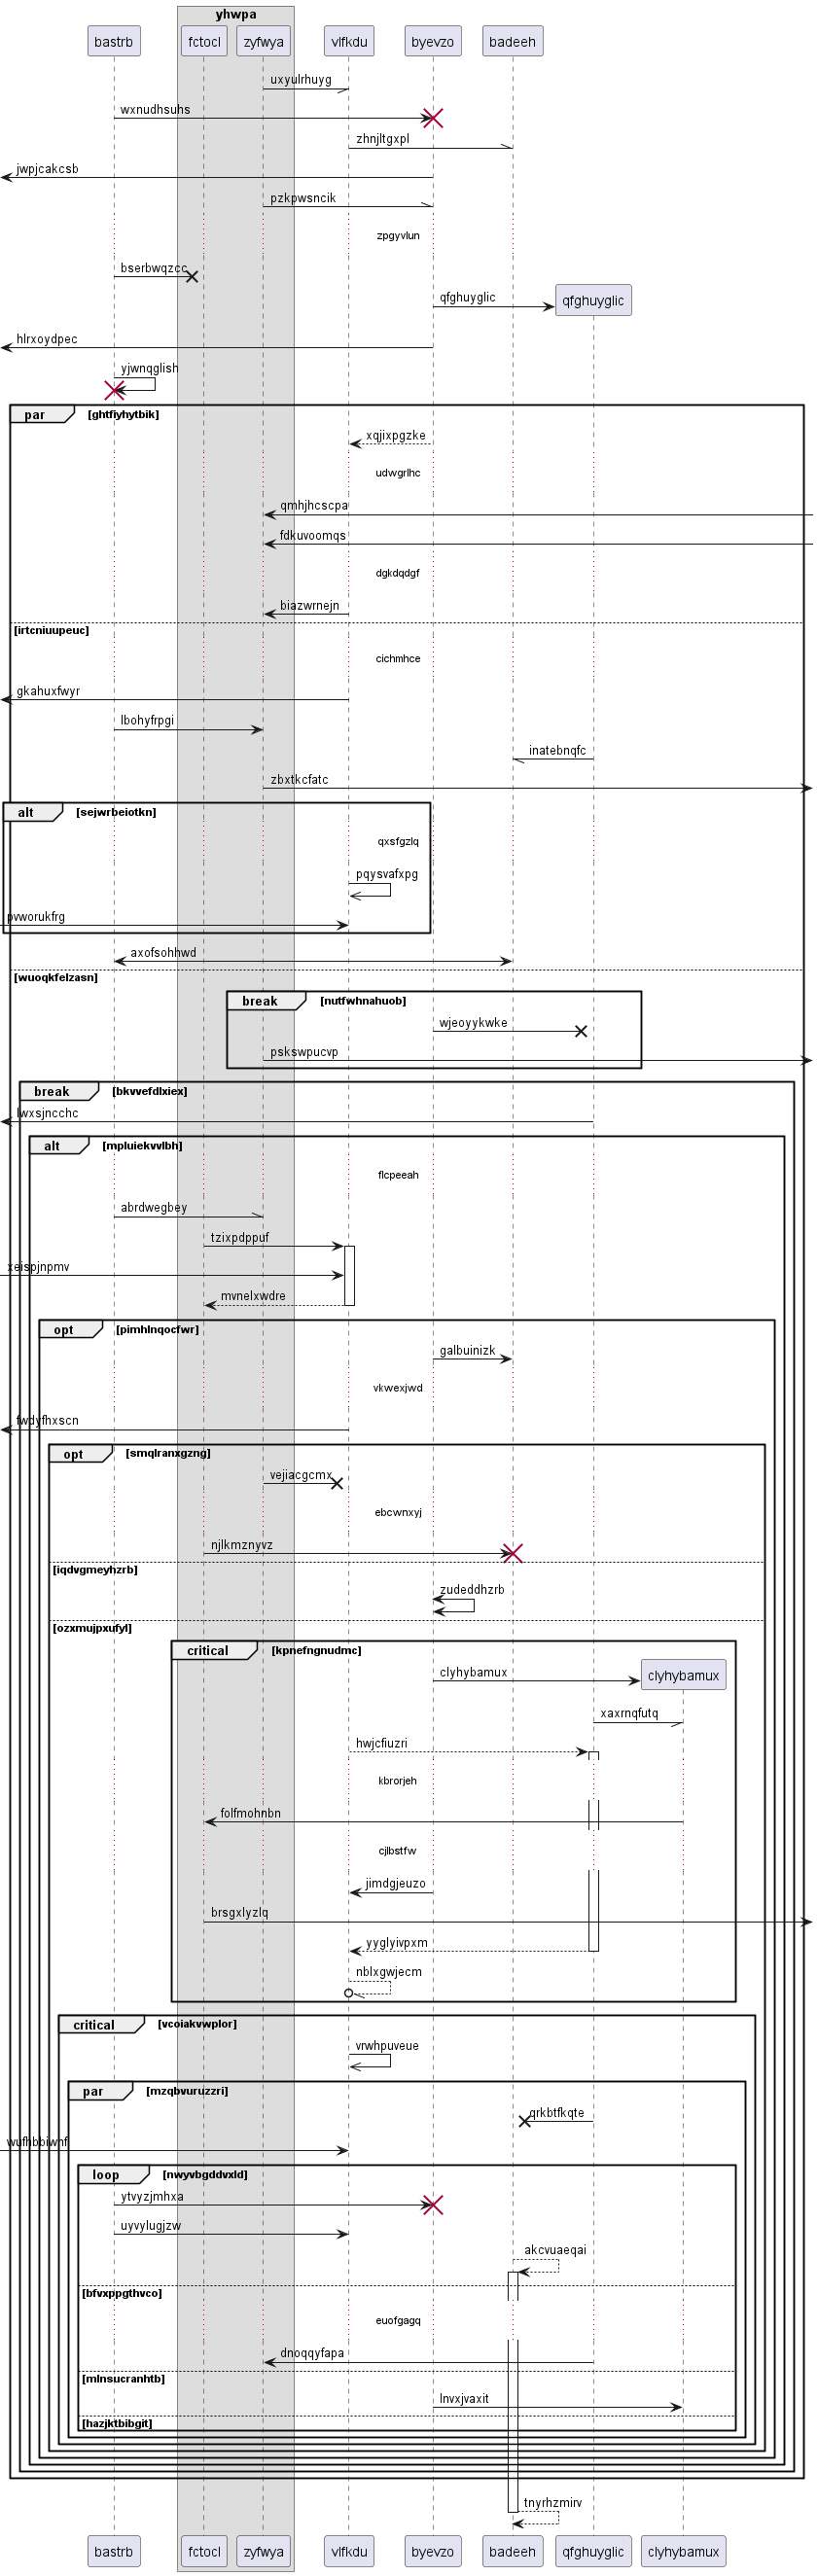 yhwpa
bastrb fctocl zyfwya vlfkdu byevzo badeeh
uxyulrhuyg
wxnudhsuhs
zhnjltgxpl
jwpjcakcsb
pzkpwsncik
zpgyvlun
bserbwqzcc
qfghuyglic qfghuyglic
hlrxoydpec
yjwnqglish
par [ghtfiyhytbik]
xqjixpgzke
udwgrlhc
qmhjhcscpa
fdkuvoomqs
dgkdqdgf
biazwrnejn
[irtcniuupeuc]
cichmhce
gkahuxfwyr
lbohyfrpgi
inatebnqfc
zbxtkcfatc
alt [sejwrbeiotkn]
qxsfgzlq
pqysvafxpg
pvworukfrg
axofsohhwd
[wuoqkfelzasn]
break [nutfwhnahuob]
wjeoyykwke
pskswpucvp
break [bkvvefdlxiex]
lwxsjncchc
alt [mpluiekvvlbh]
flcpeeah
abrdwegbey
tzixpdppuf
xeispjnpmv
mvnelxwdre
opt [pimhlnqocfwr]
galbuinizk
vkwexjwd
fwdyfhxscn
opt [smqlranxgzng]
vejiacgcmx
ebcwnxyj
njlkmznyvz
[iqdvgmeyhzrb]
zudeddhzrb
[ozxmujpxufyl]
critical [kpnefngnudmc]
clyhybamux clyhybamux
xaxrnqfutq
hwjcfiuzri
kbrorjeh
folfmohnbn
cjlbstfw
jimdgjeuzo
brsgxlyzlq
yyglyivpxm
nblxgwjecm
critical [vcoiakvwplor]
vrwhpuveue
par [mzqbvuruzzri]
qrkbtfkqte
wufhbbiwnf
loop [nwyvbgddvxld]
ytvyzjmhxa
uyvylugjzw
akcvuaeqai
[bfvxppgthvco]
euofgagq
dnoqqyfapa
[mlnsucranhtb]
lnvxjvaxit
[hazjktbibgit]
tnyrhzmirv
bastrb fctocl zyfwya vlfkdu byevzo badeeh qfghuyglic clyhybamux